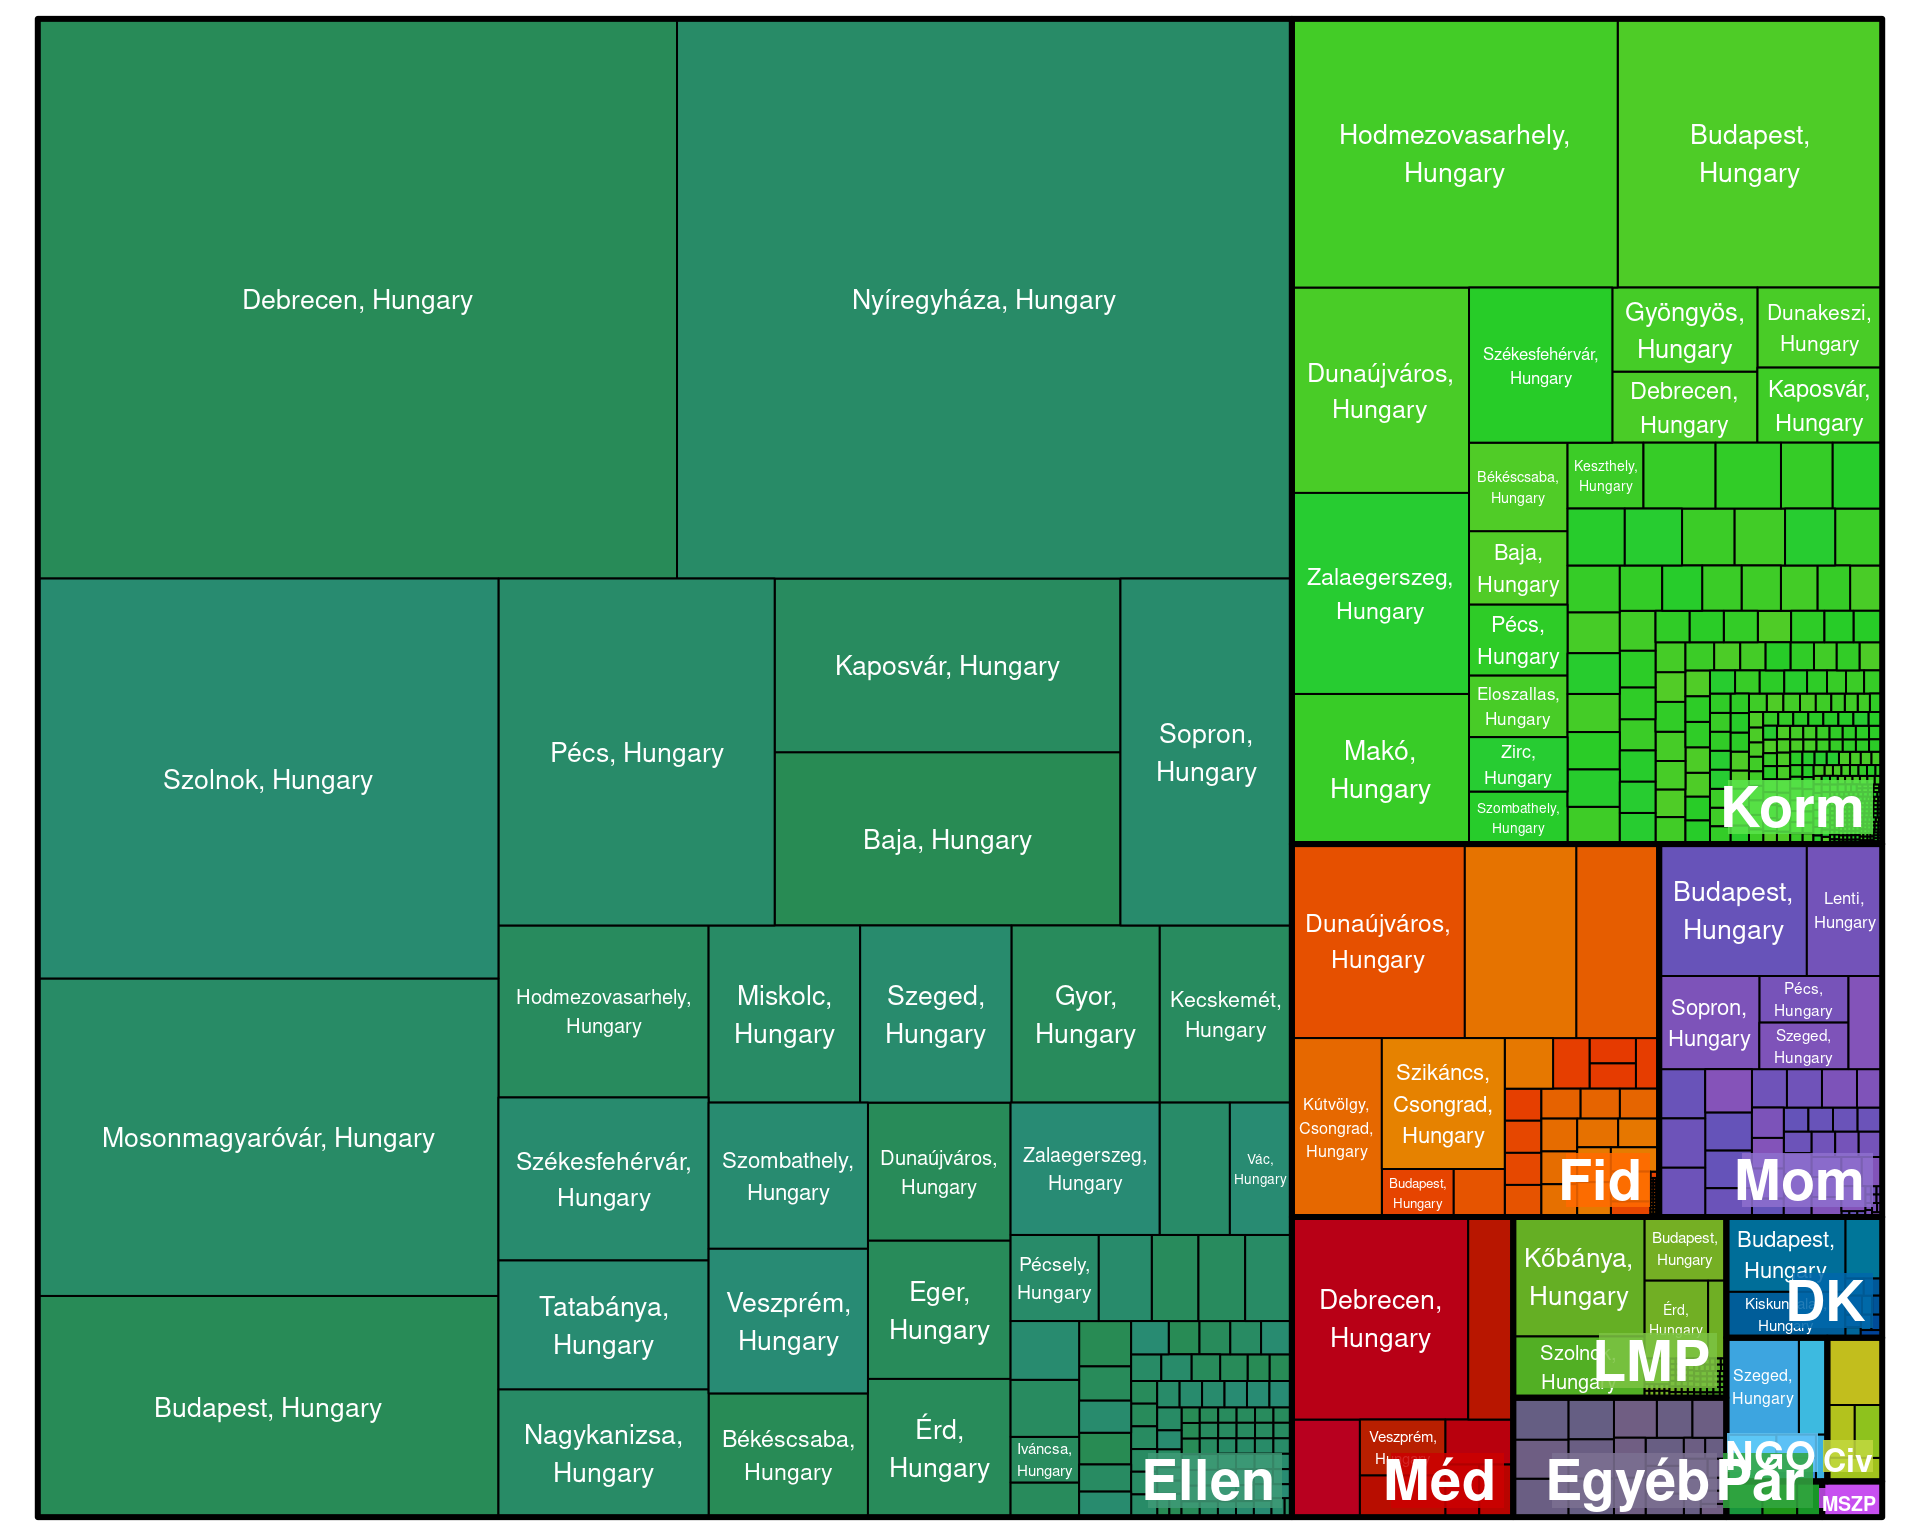 Debrecen, Hungary
Nyíregyháza, Hungary
Szolnok, Hungary
Pécs, Hungary
Kaposvár, Hungary
Baja, Hungary
Sopron,
Hungary
Mosonmagyaróvár, Hungary
Budapest, Hungary
Hodmezovasarhely,
Hungary
Miskolc,
Hungary
Szeged,
Hungary
Gyor,
Hungary
Kecskemét,
Hungary
Székesfehérvár,
Hungary
Szombathely,
Hungary
Dunaújváros,
Hungary
Zalaegerszeg,
Hungary
Vác,
Hungary
Tatabánya,
Hungary
Veszprém,
Hungary
Eger,
Hungary
Pécsely,
Hungary
Nagykanizsa,
Hungary
Békéscsaba,
Hungary
Érd,
Hungary
Iváncsa,
Hungary
Ellen
Hodmezovasarhely,
Hungary
Budapest,
Hungary
Dunaújváros,
Hungary
Székesfehérvár,
Hungary
Gyöngyös,
Hungary
Dunakeszi,
Hungary
Debrecen,
Hungary
Kaposvár,
Hungary
Békéscsaba,
Hungary
Keszthely,
Hungary
Zalaegerszeg,
Hungary
Baja,
Hungary
Pécs,
Hungary
Eloszallas,
Hungary
Makó,
Hungary
Zirc,
Hungary
Szombathely,
Hungary
Korm
Dunaújváros,
Hungary
Kútvölgy,
Csongrad,
Hungary
Szikáncs,
Csongrad,
Hungary
Budapest,
Hungary
Fid
Budapest,
Hungary
Lenti,
Hungary
Sopron,
Hungary
Pécs,
Hungary
Szeged,
Hungary
Mom
Debrecen,
Hungary
Veszprém,
Méd
Kőbánya,
Hungary
Budapest,
Hungary
Érd,
Hungary
Szolnok,
Hungary
LMP
Budapest,
Hungary
Hungary
DK
Szeged,
Hungary
NGO
Civ
Egyéb
Pár
MSZP